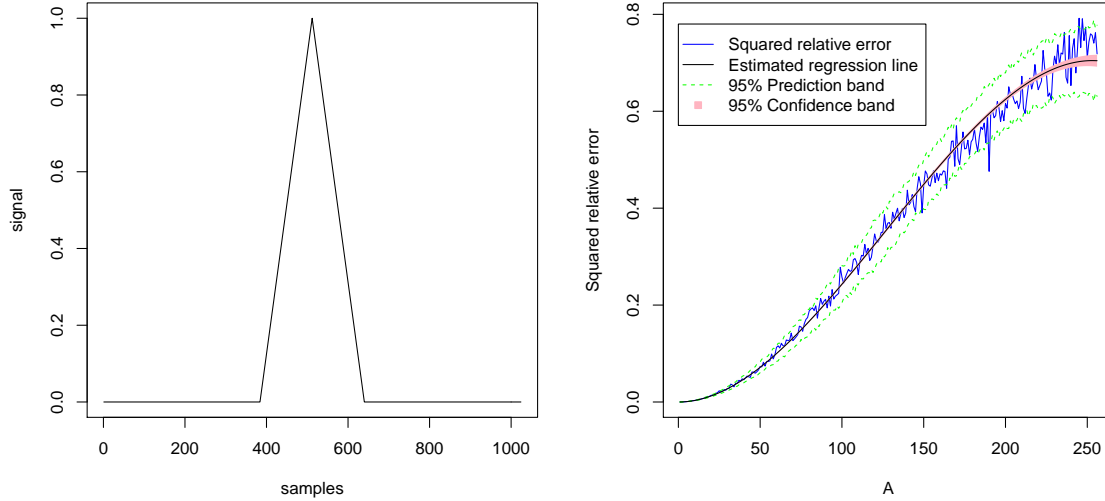 0.0
0.2
0.4
0.6
0.8
1.0
signal
0
200
400
600
800
1000
samples
0.0
0.2
0.4
0.6
0.8
Squared relative error
Squared relative error
Estimated regression line
95% Prediction band
95% Confidence band
0
50
100
150
200
250
A